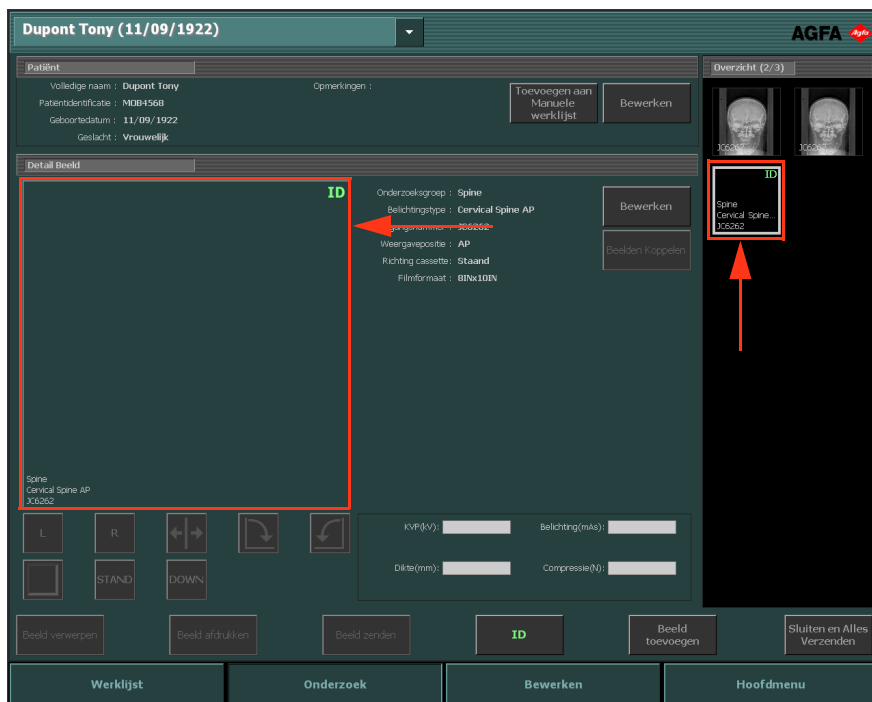 Dupont Tony (11/09/1922)
AGFA
Agfa
Patiënt
Volledige naam : Dupont Tony
Patiëntidentificatie : MOB4568
Geboortedatum : 11/09/1922
Geslacht : Vrouwelijk
Opmerkingen :
Toevoegen aan
Manuele
werklijst
Bewerken
Overzicht (2/3)
JC6262
JC6262
ID
Spine
Cervical Spine...
JC6262
Detail Beeld
ID
Spine
Cervical Spine AP
JC6262
Onderzoeksgroep : Spine
Belichtingstype : Cervical Spine AP
: JC6262
Weergavepositie : AP
Richting cassette: Staand
Filmformaat : 8INx10IN
Bewerken
Beelden Koppelen
L
R
STAND
DOWN
KVP(kV):
Belichting(mAs):
Dikte(mm):
Compressie(N):
Beeld verwerpen
Beeld afdrukken
Beeld zenden
ID
Beeld
toevoegen
Sluiten en Alles
Verzenden
Werklijst
Onderzoek
Bewerken
Hoofdmenu